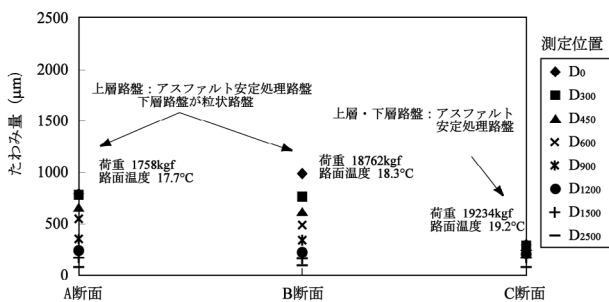 測定位置
2500
2000
1500
1000
500
0
たわみ量 (μm)
上層路盤：アスファルト安定処理路盤
下層路盤が粒状路盤
上層・下層路盤：アスファルト
安定処理路盤
荷重 1758kgf
路面温度 17.7℃
荷重 18762kgf
路面温度 18.3℃
荷重 19234kgf
路面温度 19.2℃
A断面
B断面
C断面
D0
D300
D450
D600
D900
D1200
D1500
D2500